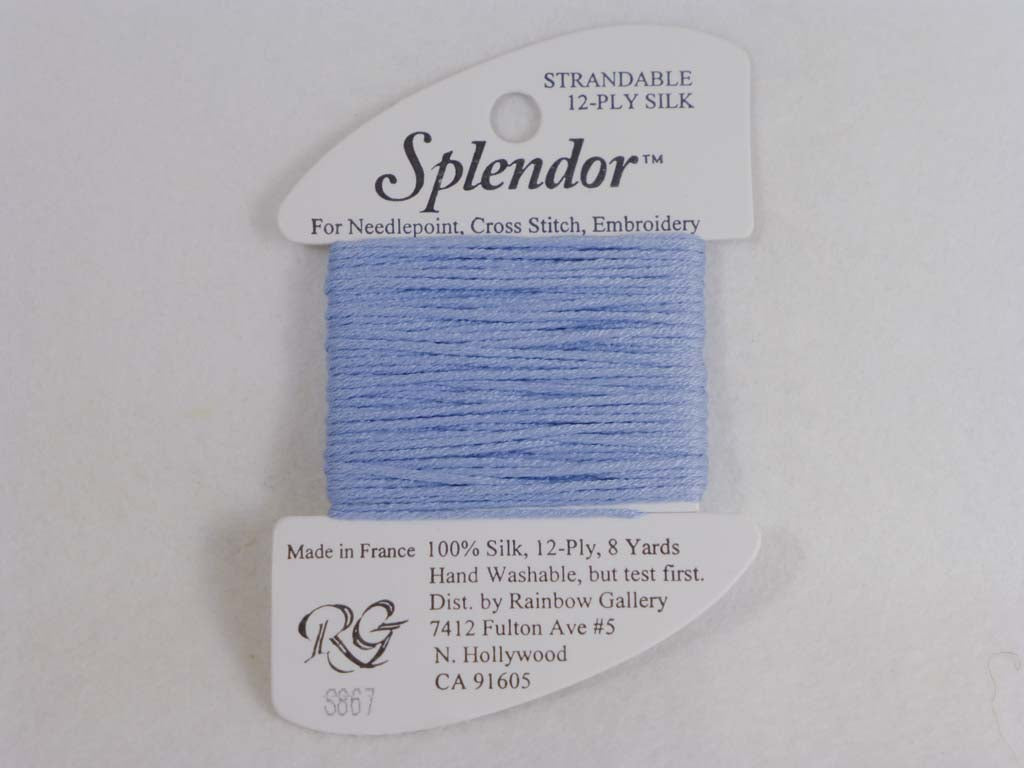 STRANDABLE
12-PLY SILK
Splendor™
For Needlepoint, Cross Stitch, Embroidery
Made in France 100% Silk, 12-Ply, 8 Yards
Hand Washable, but test first.
Dist. by Rainbow Gallery
7412 Fulton Ave #5
N. Hollywood
CA 91605
RG
S867